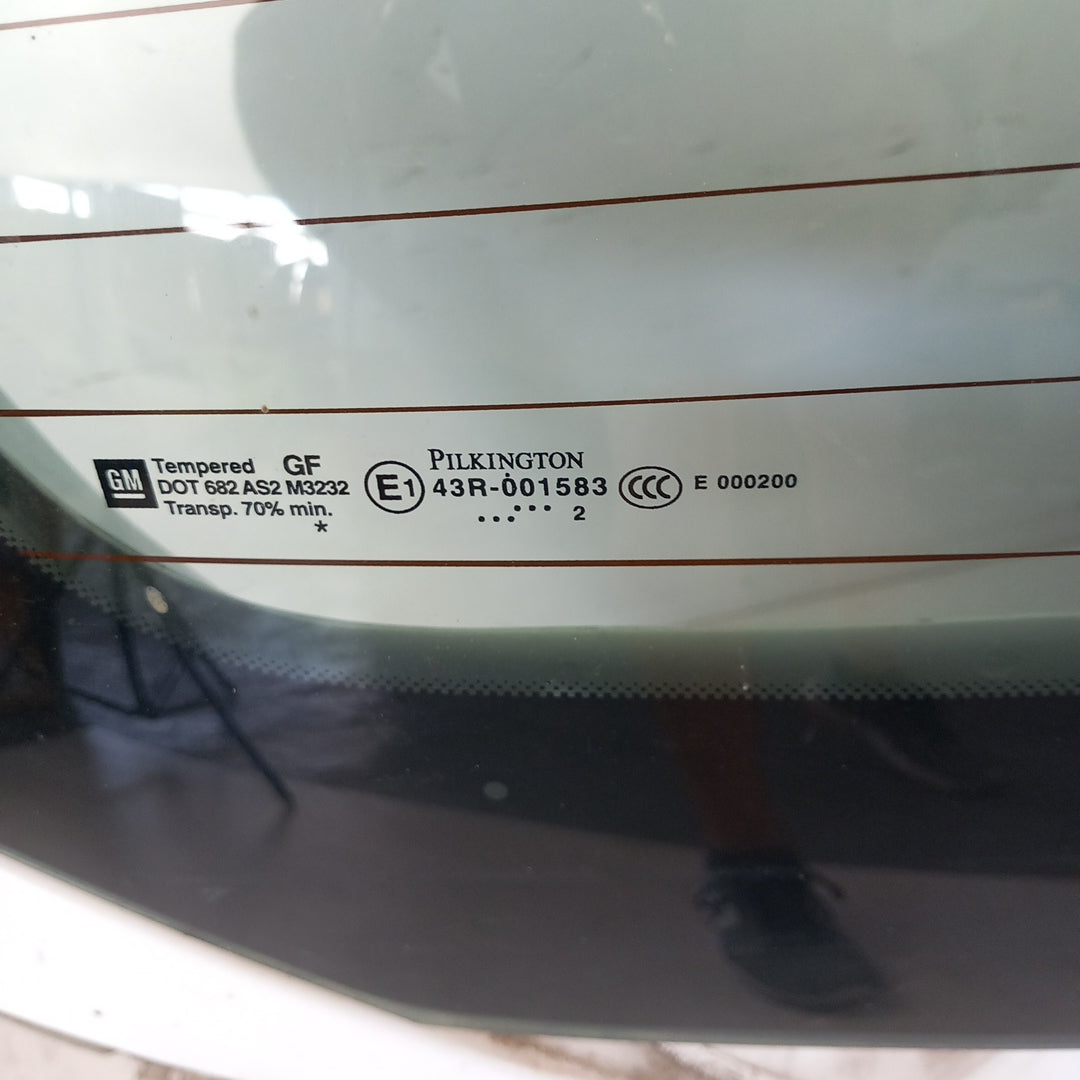 GM
Tempered GF
DOT 682 AS2 M3232
Transp. 70% min.
*
E1
PILKINGTON
43R-001583
...... 2
CCC
E 000200